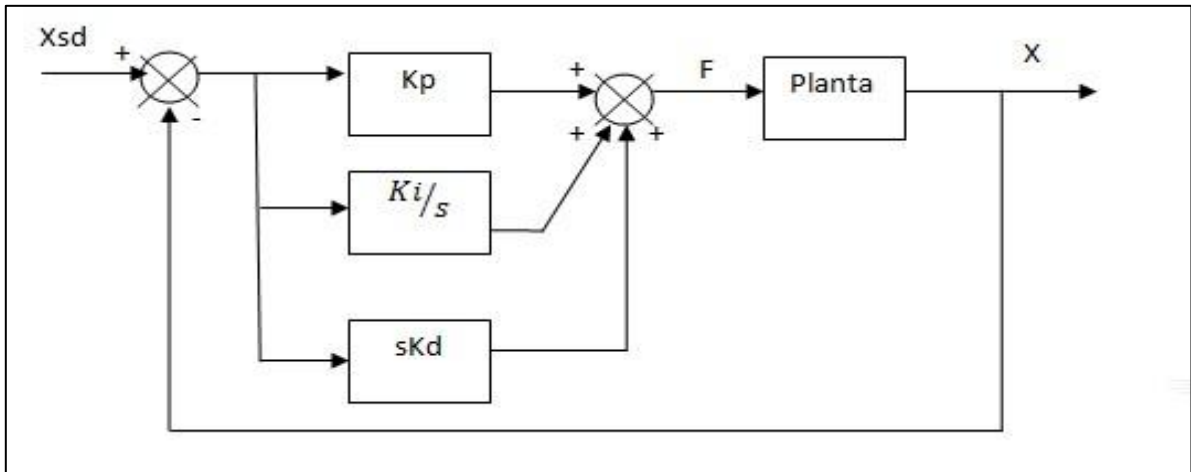 Xsd
+
-
Kp
Ki/s
sKd
+
+
+
F
Planta
X